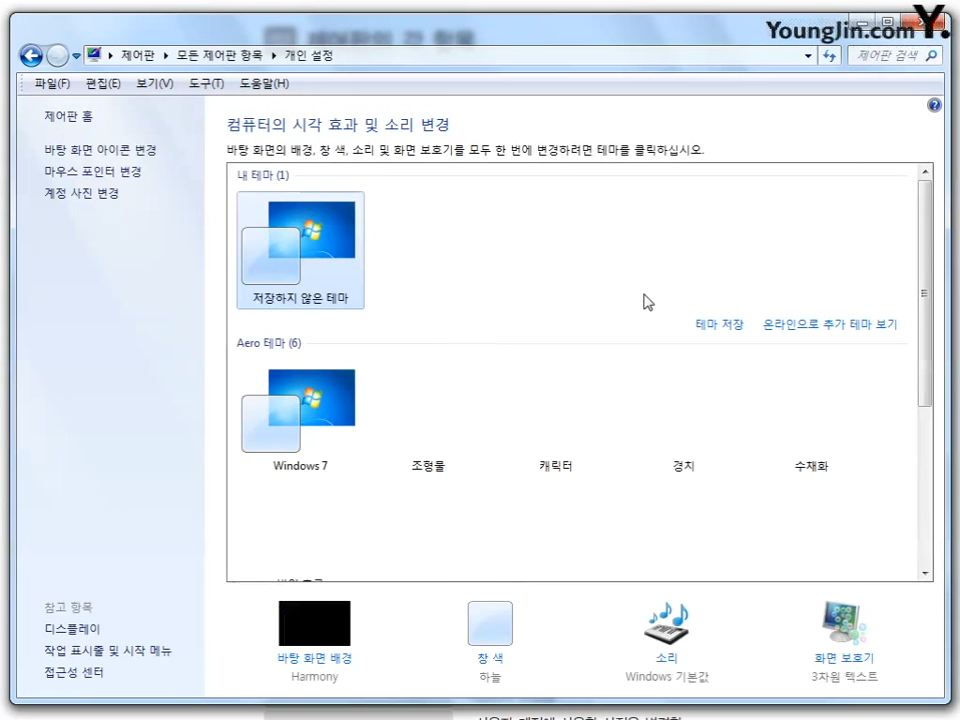 YoungJin.com Y.
제어판 ▸ 모든 제어판 항목 ▸ 개인 설정
제어판 검색
파일(F) 편집(E) 보기(V) 도구(T) 도움말(H)
제어판 홈
바탕 화면 아이콘 변경
마우스 포인터 변경
계정 사진 변경
컴퓨터의 시각 효과 및 소리 변경
바탕 화면의 배경, 창 색, 소리 및 화면 보호기를 모두 한 번에 변경하려면 테마를 클릭하십시오.
내 테마 (1)
저장하지 않은 테마
테마 저장 온라인으로 추가 테마 보기
Aero 테마 (6)
Windows 7 조형물 캐릭터 경치 수채화
참고 항목
디스플레이
작업 표시줄 및 시작 메뉴
접근성 센터
바탕 화면 배경
Harmony
창 색
하늘
소리
Windows 기본값
화면 보호기
3차원 텍스트